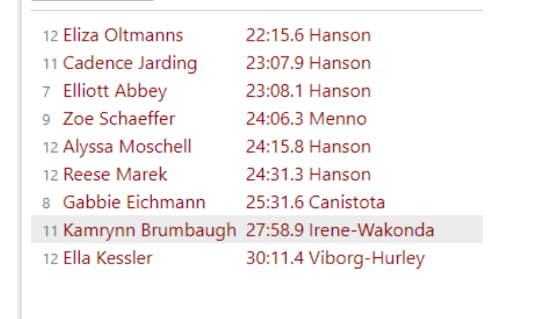 12 Eliza Oltmanns 22:15.6 Hanson
11 Cadence Jarding 23:07.9 Hanson
7 Elliott Abbey 23:08.1 Hanson
9 Zoe Schaeffer 24:06.3 Menno
12 Alyssa Moschell 24:15.8 Hanson
12 Reese Marek 24:31.3 Hanson
8 Gabbie Eichmann 25:31.6 Canistota
11 Kamrynn Brumbaugh 27:58.9 Irene-Wakonda
12 Ella Kessler 30:11.4 Viborg-Hurley